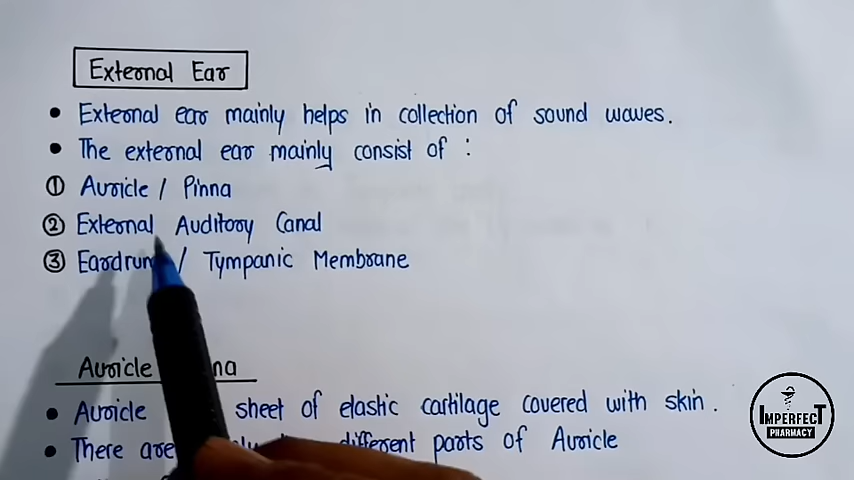 External Ear
• External ear mainly helps in collection of sound waves.
• The external ear mainly consist of :
① Auricle / Pinna
② External Auditory Canal
③ Eardrum / Tympanic Membrane
Auricle
• Auricle sheet of elastic cartilage covered with skin.
• There are different parts of Auricle
IMPERFECT
PHARMACY